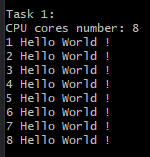 Task 1:
CPU cores number: 8
1 Hello World !
2 Hello World !
3 Hello World !
4 Hello World !
5 Hello World !
6 Hello World !
7 Hello World !
8 Hello World !